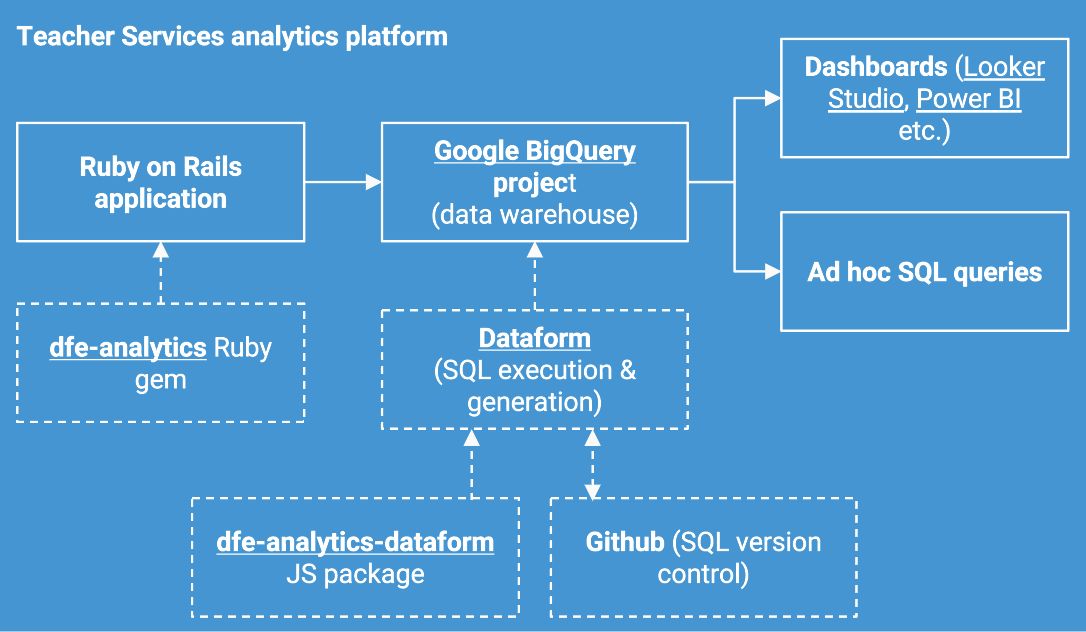 Teacher Services analytics platform
Ruby on Rails
application
Google BigQuery
project
(data warehouse)
Dashboards (Looker
Studio, Power BI
etc.)
Ad hoc SQL queries
dfe-analytics Ruby
gem
Dataform
(SQL execution &
generation)
dfe-analytics-dataform
JS package
Github (SQL version
control)